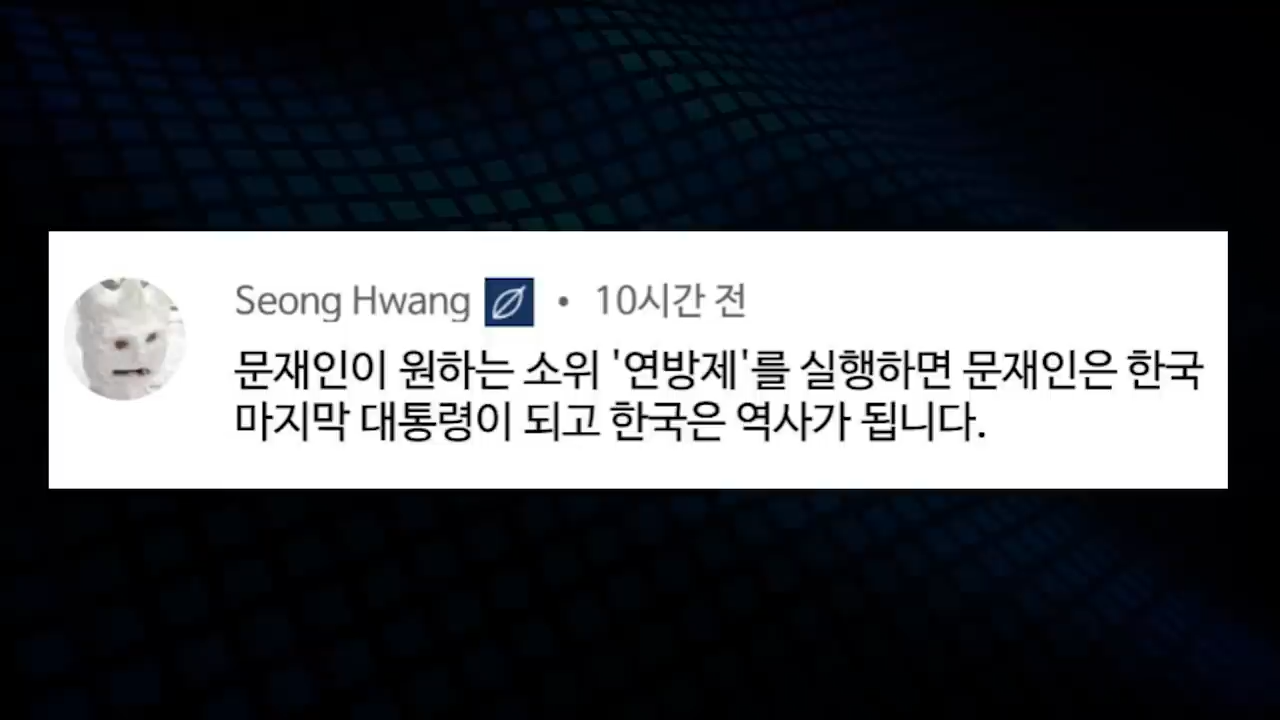 Seong Hwang • 10시간 전
문재인이 원하는 소위 '연방제'를 실행하면 문재인은 한국
마지막 대통령이 되고 한국은 역사가 됩니다.